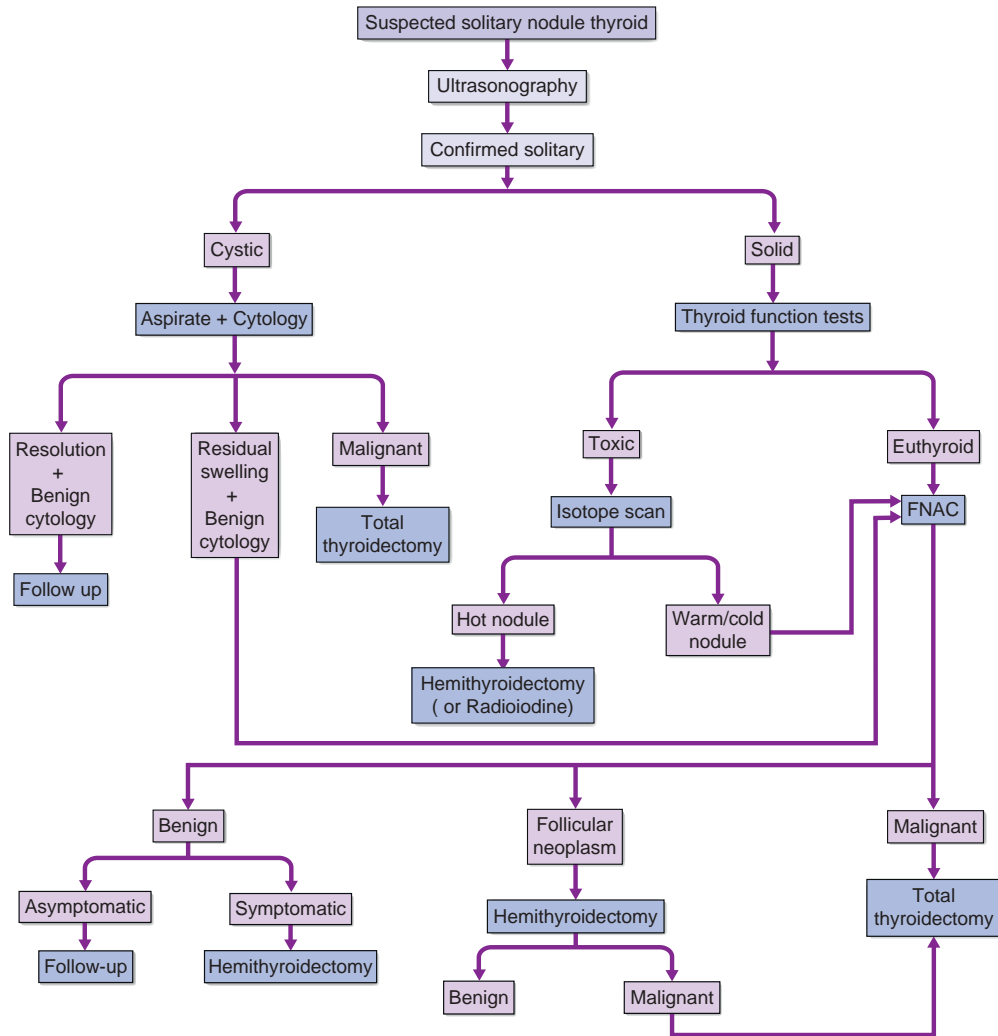 Suspected solitary nodule thyroid
Ultrasonography
Confirmed solitary
Cystic
Solid
Aspirate + Cytology
Thyroid function tests
Resolution
+
Benign
cytology
Residual
swelling
+
Benign
cytology
Malignant
Toxic
Euthyroid
Follow up
Total
thyroidectomy
Isotope scan
FNAC
Hot nodule
Warm/cold
nodule
Hemithyroidectomy
( or Radioiodine)
Benign
Follicular
neoplasm
Malignant
Asymptomatic
Symptomatic
Hemithyroidectomy
Total
thyroidectomy
Follow-up
Hemithyroidectomy
Benign
Malignant